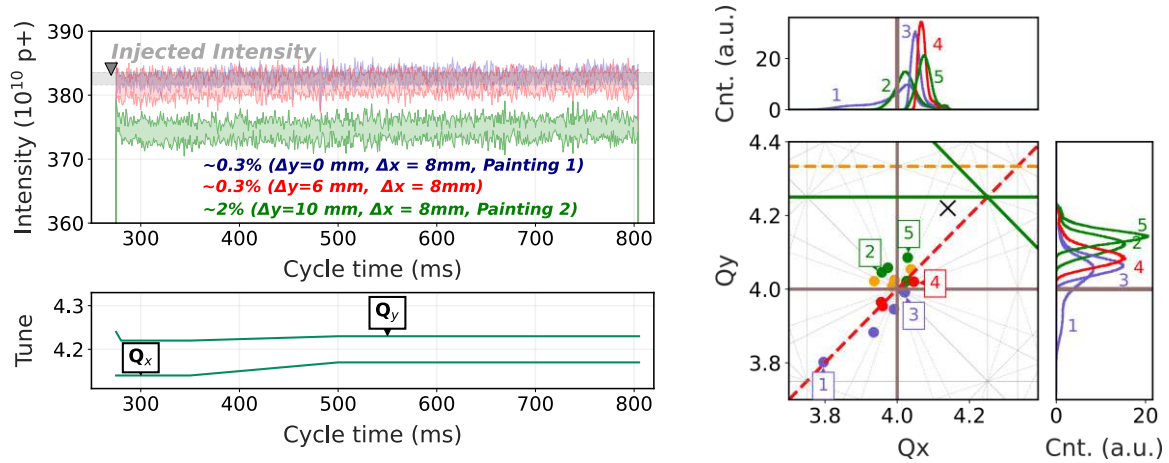 390
380
370
360
Intensity (10^10 p+)
Injected Intensity
~0.3% (Δy=0 mm, Δx = 8mm, Painting 1)
~0.3% (Δy=6 mm, Δx = 8mm)
~2% (Δy=10 mm, Δx = 8mm, Painting 2)
300 400 500 600 700 800
Cycle time (ms)
4.3
4.2
Tune
Q_x
Q_y
300 400 500 600 700 800
Cycle time (ms)
20
0
Cnt. (a.u.)
1
2
3
4
5
4.4
4.2
4.0
3.8
Qy
2
5
4
3
1
3.8 4.0 4.2
Qx
5
2
4
3
1
0 10 20
Cnt. (a.u.)